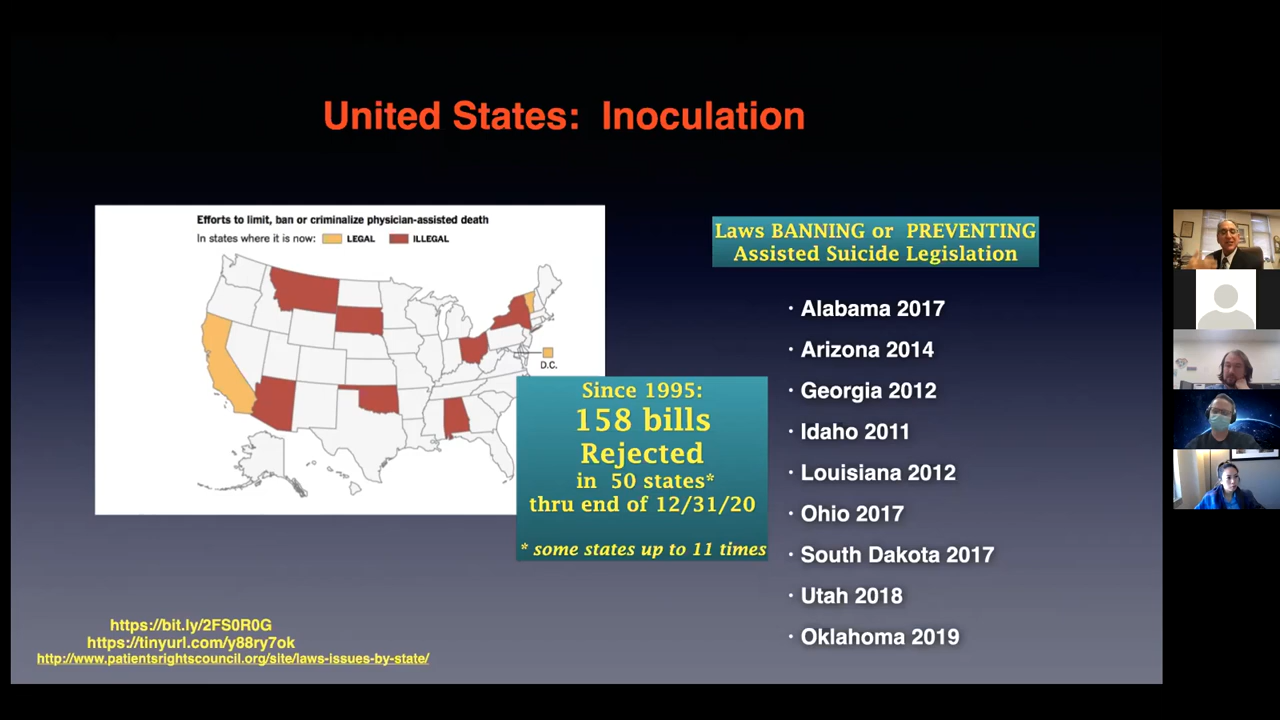 United States:  Inoculation
Efforts to limit, ban or criminalize physician-assisted death
In states where it is now: LEGAL ILLEGAL
D.C.
Since 1995:
158 bills
Rejected
in 50 states*
thru end of 12/31/20
* some states up to 11 times
Laws BANNING or PREVENTING
Assisted Suicide Legislation
· Alabama 2017
· Arizona 2014
· Georgia 2012
· Idaho 2011
· Louisiana 2012
· Ohio 2017
· South Dakota 2017
· Utah 2018
· Oklahoma 2019
https://bit.ly/2FS0R0G
https://tinyurl.com/y88ry7ok
http://www.patientsrightscouncil.org/site/laws-issues-by-state/